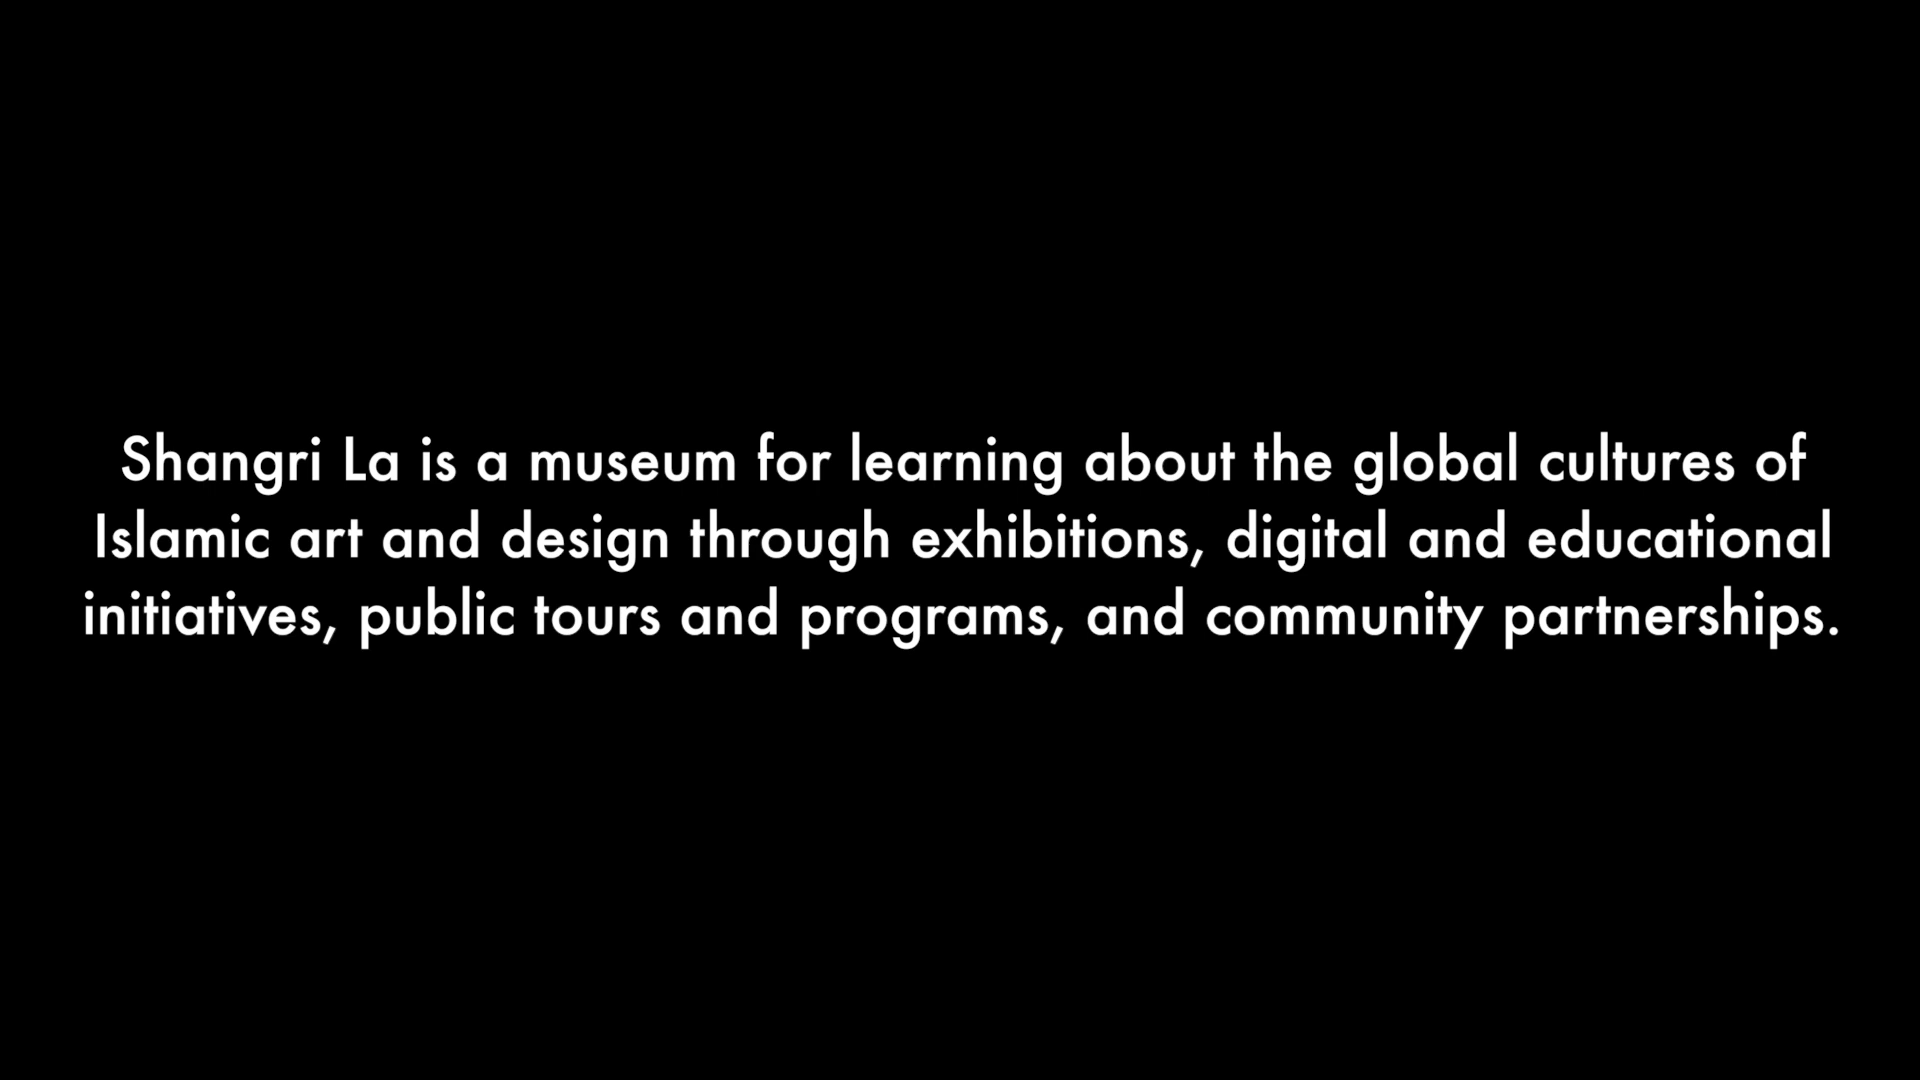 Shangri La is a museum for learning about the global cultures of
Islamic art and design through exhibitions, digital and educational
initiatives, public tours and programs, and community partnerships.